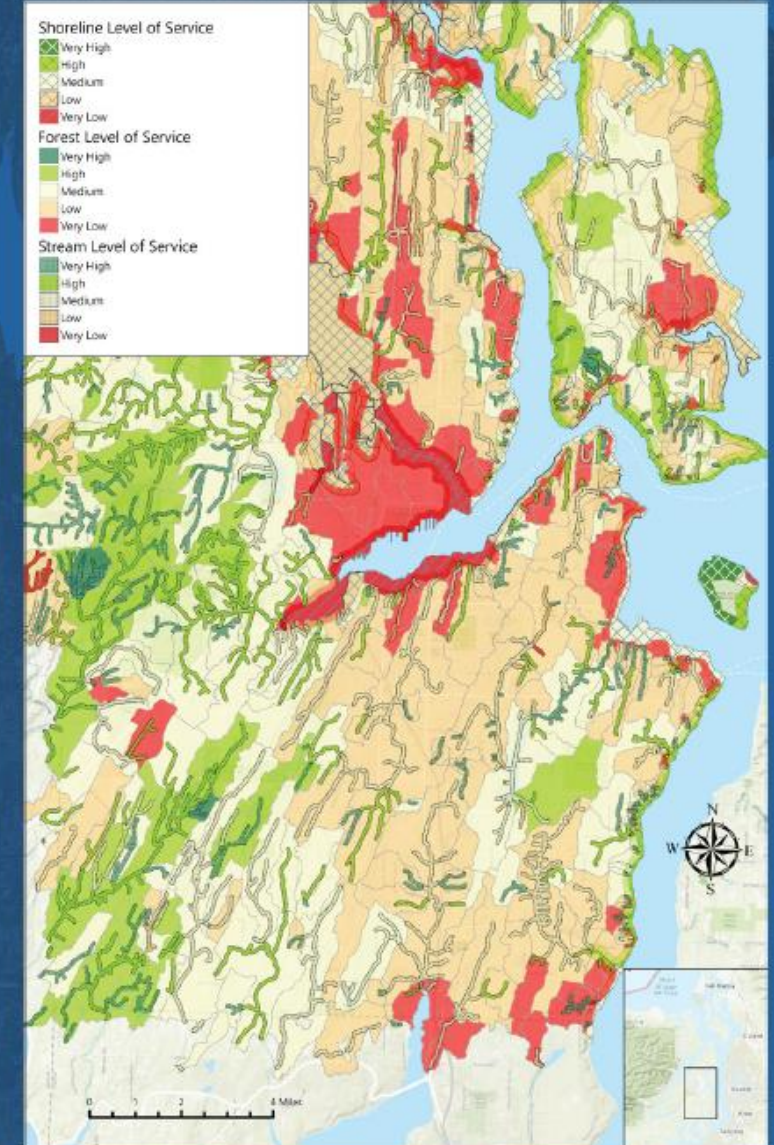 Shoreline Level of Service
Very High
High
Medium
Low
Very Low
Forest Level of Service
Very High
High
Medium
Low
Very Low
Stream Level of Service
Very High
High
Medium
Low
Very Low
N
W E
S
0 1 2 4 Miles